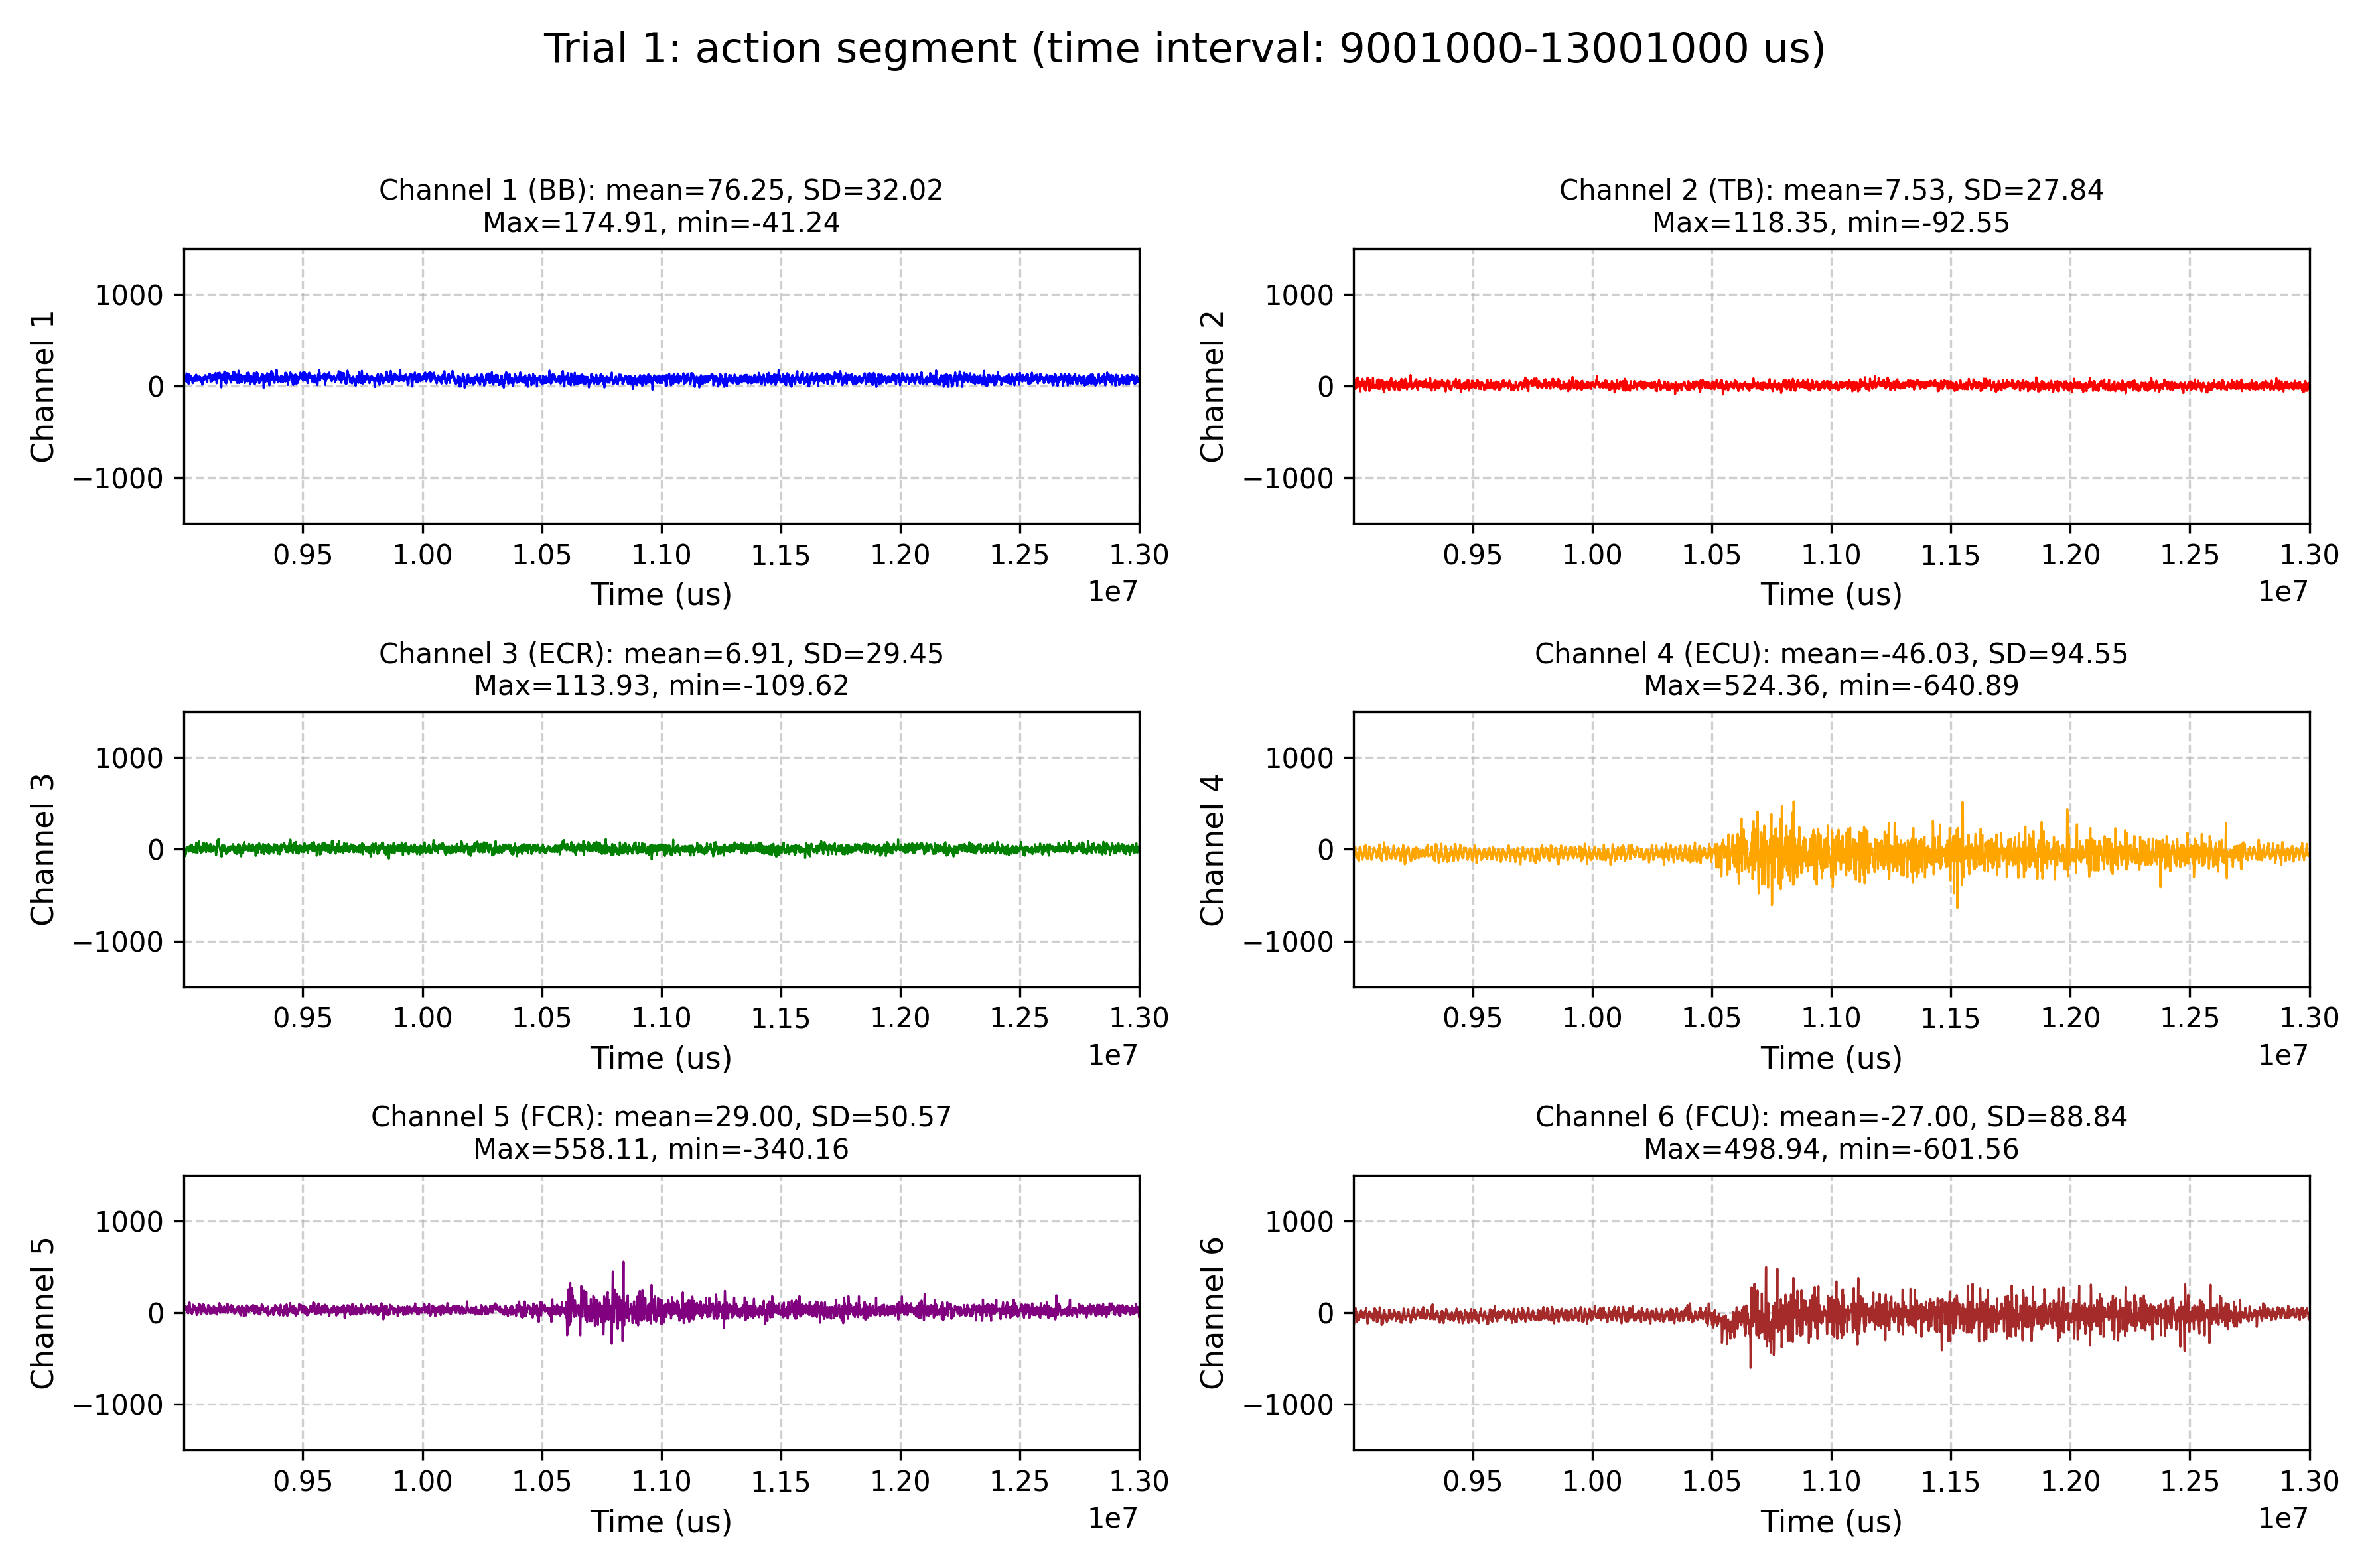 Trial 1: action segment (time interval: 9001000-13001000 us)
Channel 1 (BB): mean=76.25, SD=32.02
Max=174.91, min=-41.24
Channel 1
1000
0
−1000
0.95 1.00 1.05 1.10 1.15 1.20 1.25 1.30
Time (us)
1e7
Channel 2 (TB): mean=7.53, SD=27.84
Max=118.35, min=-92.55
Channel 2
1000
0
−1000
0.95 1.00 1.05 1.10 1.15 1.20 1.25 1.30
Time (us)
1e7
Channel 3 (ECR): mean=6.91, SD=29.45
Max=113.93, min=-109.62
Channel 3
1000
0
−1000
0.95 1.00 1.05 1.10 1.15 1.20 1.25 1.30
Time (us)
1e7
Channel 4 (ECU): mean=-46.03, SD=94.55
Max=524.36, min=-640.89
Channel 4
1000
0
−1000
0.95 1.00 1.05 1.10 1.15 1.20 1.25 1.30
Time (us)
1e7
Channel 5 (FCR): mean=29.00, SD=50.57
Max=558.11, min=-340.16
Channel 5
1000
0
−1000
0.95 1.00 1.05 1.10 1.15 1.20 1.25 1.30
Time (us)
1e7
Channel 6 (FCU): mean=-27.00, SD=88.84
Max=498.94, min=-601.56
Channel 6
1000
0
−1000
0.95 1.00 1.05 1.10 1.15 1.20 1.25 1.30
Time (us)
1e7